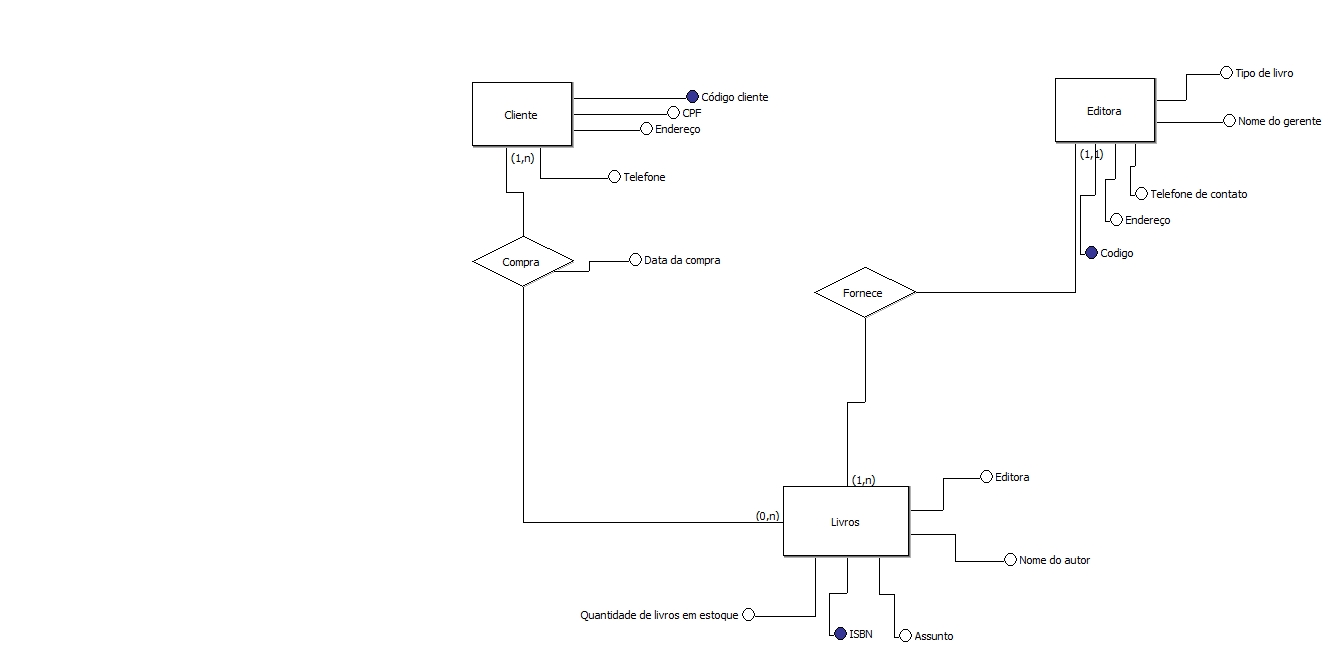 Cliente
Código cliente
CPF
Endereço
(1,n)
Telefone
Compra
Data da compra
Editora
Tipo de livro
Nome do gerente
(1,1)
Telefone de contato
Endereço
Codigo
Fornece
(1,n)
(0,n)
Livros
Editora
Nome do autor
Quantidade de livros em estoque
ISBN
Assunto